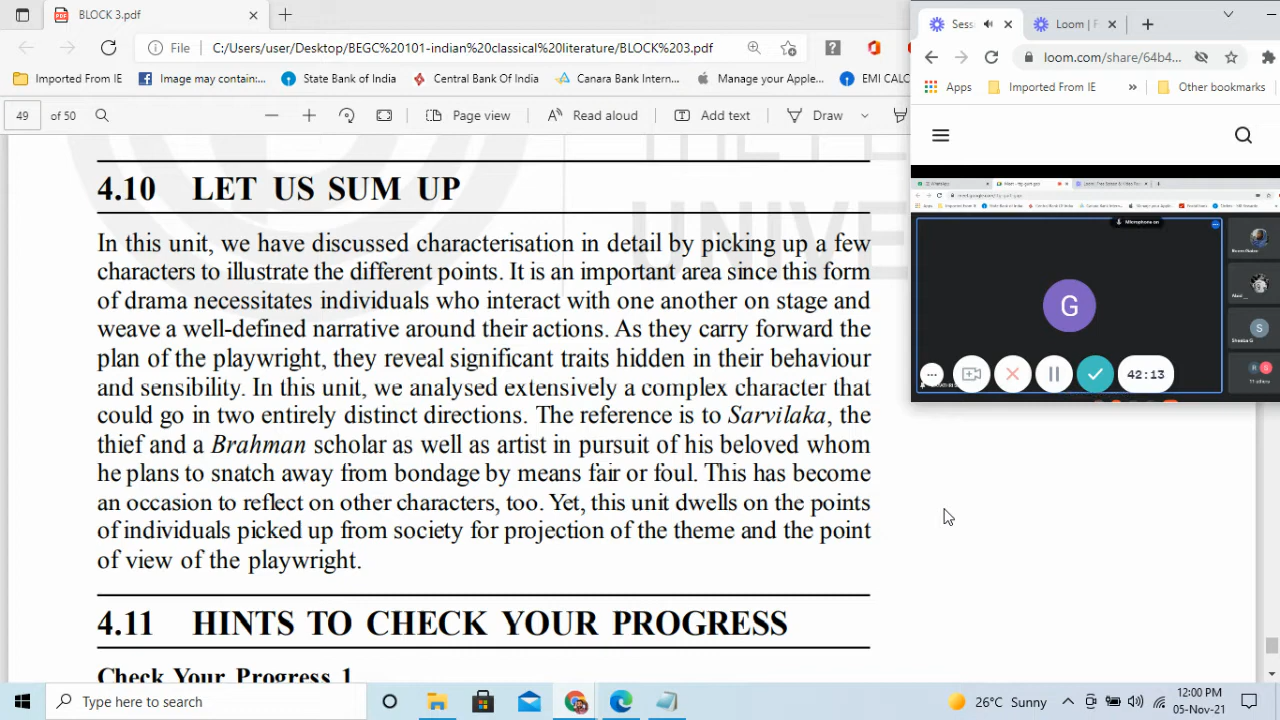 BLOCK 3.pdf
File C:/Users/user/Desktop/BEGC%20101-indian%20classical%20literature/BLOCK%203.pdf
Imported From IE Image may contain:... State Bank of India Central Bank Of India Canara Bank Intern... Manage your Apple... EMI CALC
49 of 50 Page view Read aloud Add text Draw
Sess Loom | F
loom.com/share/64b4...
Apps Imported From IE » Other bookmarks
Microphone on
G
S
42:13
UNIVE
4.10 LET US SUM UP
In this unit, we have discussed characterisation in detail by picking up a few
characters to illustrate the different points. It is an important area since this form
of drama necessitates individuals who interact with one another on stage and
weave a well-defined narrative around their actions. As they carry forward the
plan of the playwright, they reveal significant traits hidden in their behaviour
and sensibility. In this unit, we analysed extensively a complex character that
could go in two entirely distinct directions. The reference is to Sarvilaka, the
thief and a Brahman scholar as well as artist in pursuit of his beloved whom
he plans to snatch away from bondage by means fair or foul. This has become
an occasion to reflect on other characters, too. Yet, this unit dwells on the points
of individuals picked up from society for projection of the theme and the point
of view of the playwright.
4.11 HINTS TO CHECK YOUR PROGRESS
Check Your Progress 1
Type here to search
26°C Sunny
12:00 PM
05-Nov-21